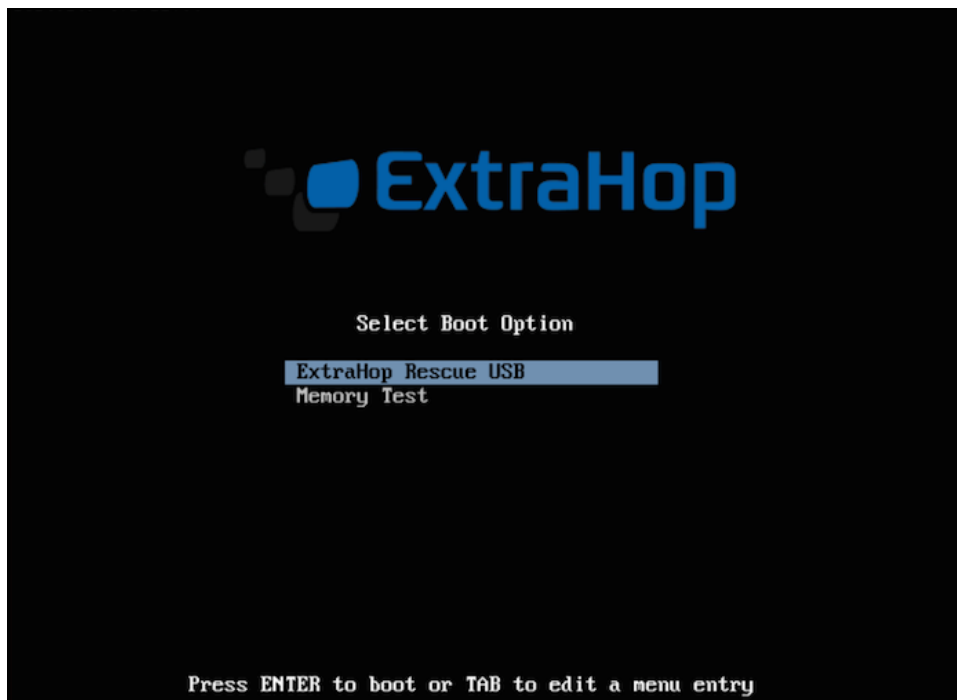 ExtraHop
Select Boot Option
ExtraHop Rescue USB
Memory Test
Press ENTER to boot or TAB to edit a menu entry